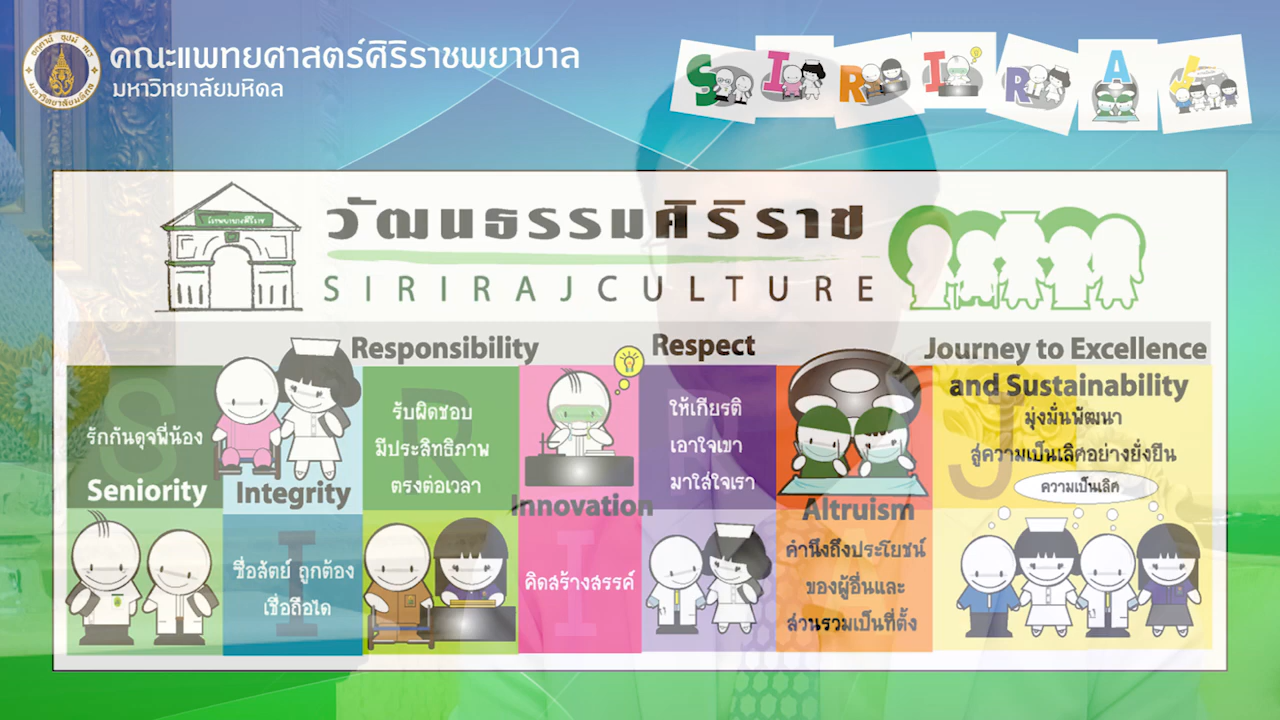 คณะแพทยศาสตร์ศิริราชพยาบาล
มหาวิทยาลัยมหิดล
S I R I R A J
วัฒนธรรมศิริราช
SIRIRAJ CULTURE
S
รักกันดุจพี่น้อง
Seniority
Integrity
I
ซื่อสัตย์ ถูกต้อง
เชื่อถือได้
Responsibility
R
รับผิดชอบ
มีประสิทธิภาพ
ตรงต่อเวลา
Innovation
I
คิดสร้างสรรค์
Respect
R
ให้เกียรติ
เอาใจเขา
มาใส่ใจเรา
Altruism
คำนึงถึงประโยชน์
ของผู้อื่นและ
ส่วนรวมเป็นที่ตั้ง
Journey to Excellence
and Sustainability
J
มุ่งมั่นพัฒนา
สู่ความเป็นเลิศอย่างยั่งยืน
ความเป็นเลิศ